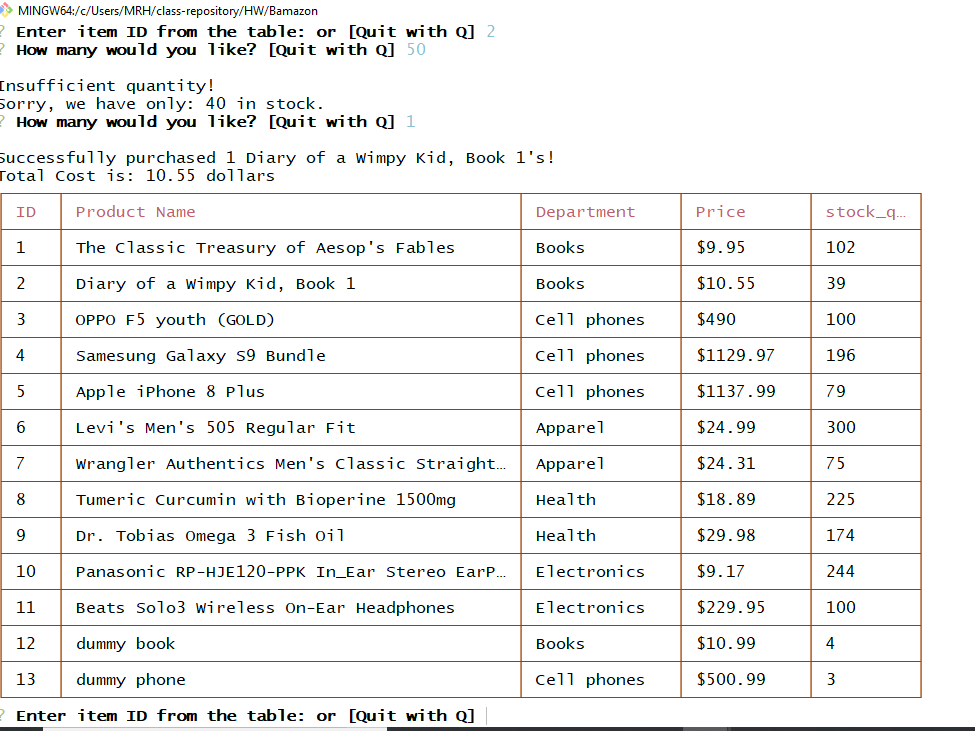 MINGW64:/c/Users/MRH/class-repository/HW/Bamazon
? Enter item ID from the table: or [Quit with Q] 2
? How many would you like? [Quit with Q] 50
Insufficient quantity!
Sorry, we have only: 40 in stock.
? How many would you like? [Quit with Q] 1
Successfully purchased 1 Diary of a Wimpy Kid, Book 1's!
Total Cost is: 10.55 dollars
ID Product Name Department Price stock_q…
1 The Classic Treasury of Aesop's Fables Books $9.95 102
2 Diary of a Wimpy Kid, Book 1 Books $10.55 39
3 OPPO F5 youth (GOLD) Cell phones $490 100
4 Samesung Galaxy S9 Bundle Cell phones $1129.97 196
5 Apple iPhone 8 Plus Cell phones $1137.99 79
6 Levi's Men's 505 Regular Fit Apparel $24.99 300
7 Wrangler Authentics Men's Classic Straight… Apparel $24.31 75
8 Tumeric Curcumin with Bioperine 1500mg Health $18.89 225
9 Dr. Tobias Omega 3 Fish Oil Health $29.98 174
10 Panasonic RP-HJE120-PPK In_Ear Stereo EarP… Electronics $9.17 244
11 Beats Solo3 Wireless On-Ear Headphones Electronics $229.95 100
12 dummy book Books $10.99 4
13 dummy phone Cell phones $500.99 3
? Enter item ID from the table: or [Quit with Q]